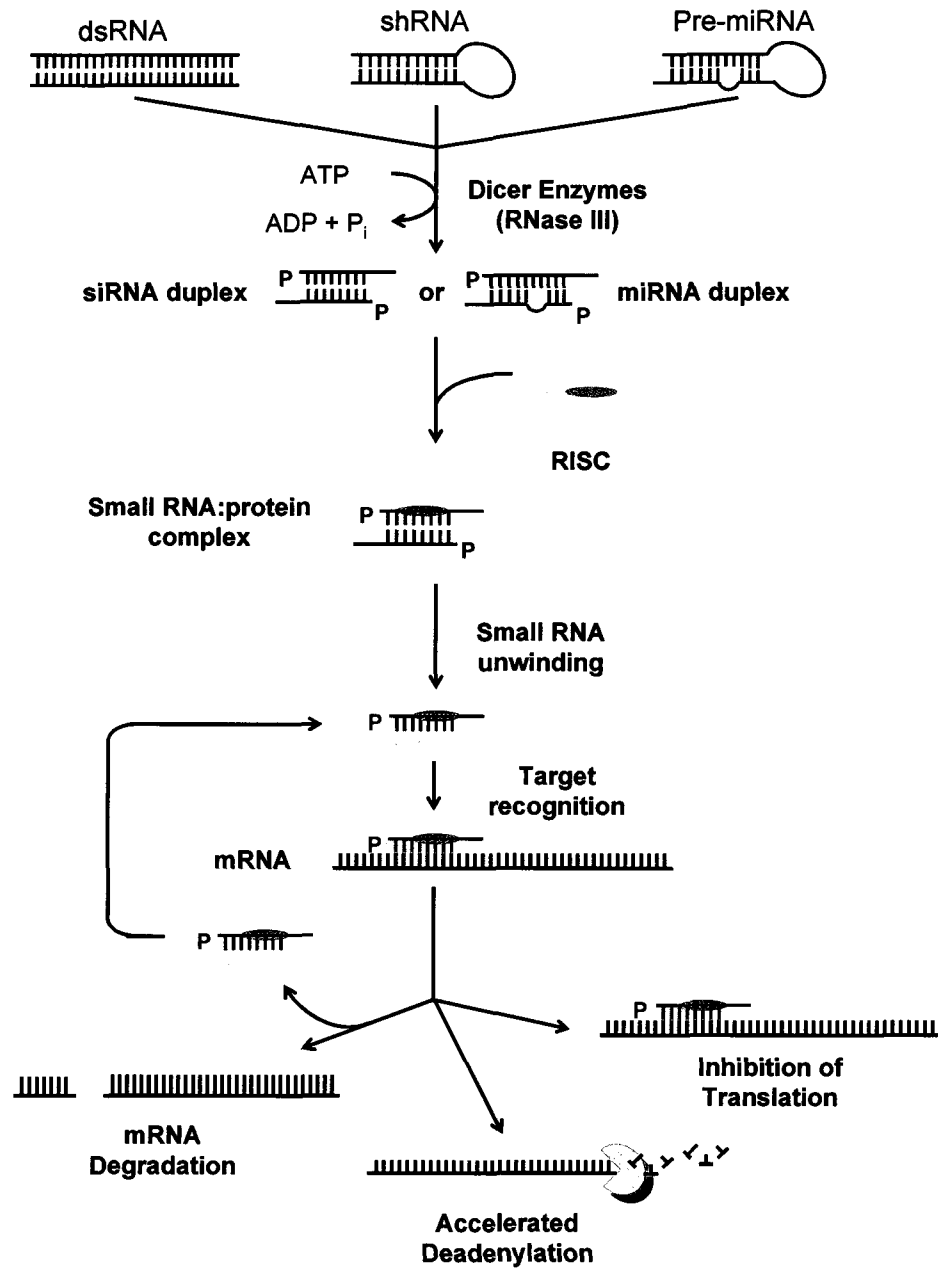 dsRNA
shRNA
Pre-miRNA
ATP
ADP + Pi
Dicer Enzymes
(RNase III)
siRNA duplex
P
P
or
P
P
miRNA duplex
RISC
Small RNA:protein
complex
P
P
Small RNA
unwinding
P
Target
recognition
mRNA
P
P
P
Inhibition of
Translation
mRNA
Degradation
Accelerated
Deadenylation